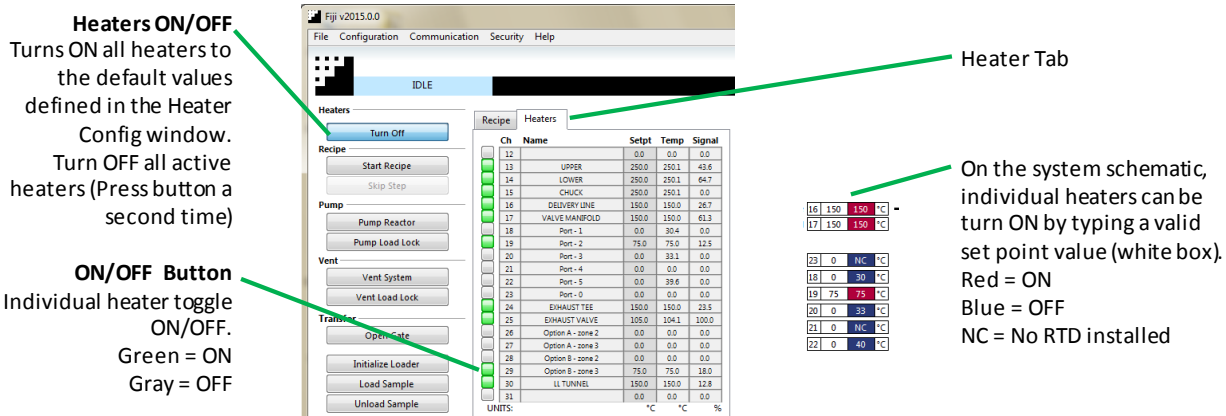 Heaters ON/OFF
Turns ON all heaters to
the default values
defined in the Heater
Config window.
Turn OFF all active
heaters (Press button a
second time)
ON/OFF Button
Individual heater toggle
ON/OFF.
Green = ON
Gray = OFF
Fiji v2015.0.0
File Configuration Communication Security Help
IDLE
Heaters
Turn Off
Recipe
Start Recipe
Skip Step
Pump
Pump Reactor
Pump Load Lock
Vent
Vent System
Vent Load Lock
Transfer
Open Gate
Initialize Loader
Load Sample
Unload Sample
Recipe Heaters
Ch Name Setpt Temp Signal
12 0.0 0.0 0.0
13 UPPER 250.0 250.1 43.6
14 LOWER 250.0 250.1 64.7
15 CHUCK 250.0 250.1 0.0
16 DELIVERY LINE 150.0 150.0 26.7
17 VALVE MANIFOLD 150.0 150.0 61.3
18 Port - 1 0.0 30.4 0.0
19 Port - 2 75.0 75.0 12.5
20 Port - 3 0.0 33.1 0.0
21 Port - 4 0.0 0.0 0.0
22 Port - 5 0.0 39.6 0.0
23 Port - 0 0.0 0.0 0.0
24 EXHAUST TEE 150.0 150.0 23.5
25 EXHAUST VALVE 105.0 104.1 100.0
26 Option A - zone 2 0.0 0.0 0.0
27 Option A - zone 3 0.0 0.0 0.0
28 Option B - zone 2 0.0 0.0 0.0
29 Option B - zone 3 75.0 75.0 18.0
30 LL TUNNEL 150.0 150.0 12.8
31 0.0 0.0 0.0
UNITS: °C °C %
Heater Tab
16 150 150 °C -
17 150 150 °C
23 0 NC °C
18 0 30 °C
19 75 75 °C
20 0 33 °C
21 0 NC °C
22 0 40 °C
On the system schematic,
individual heaters can be
turn ON by typing a valid
set point value (white box).
Red = ON
Blue = OFF
NC = No RTD installed